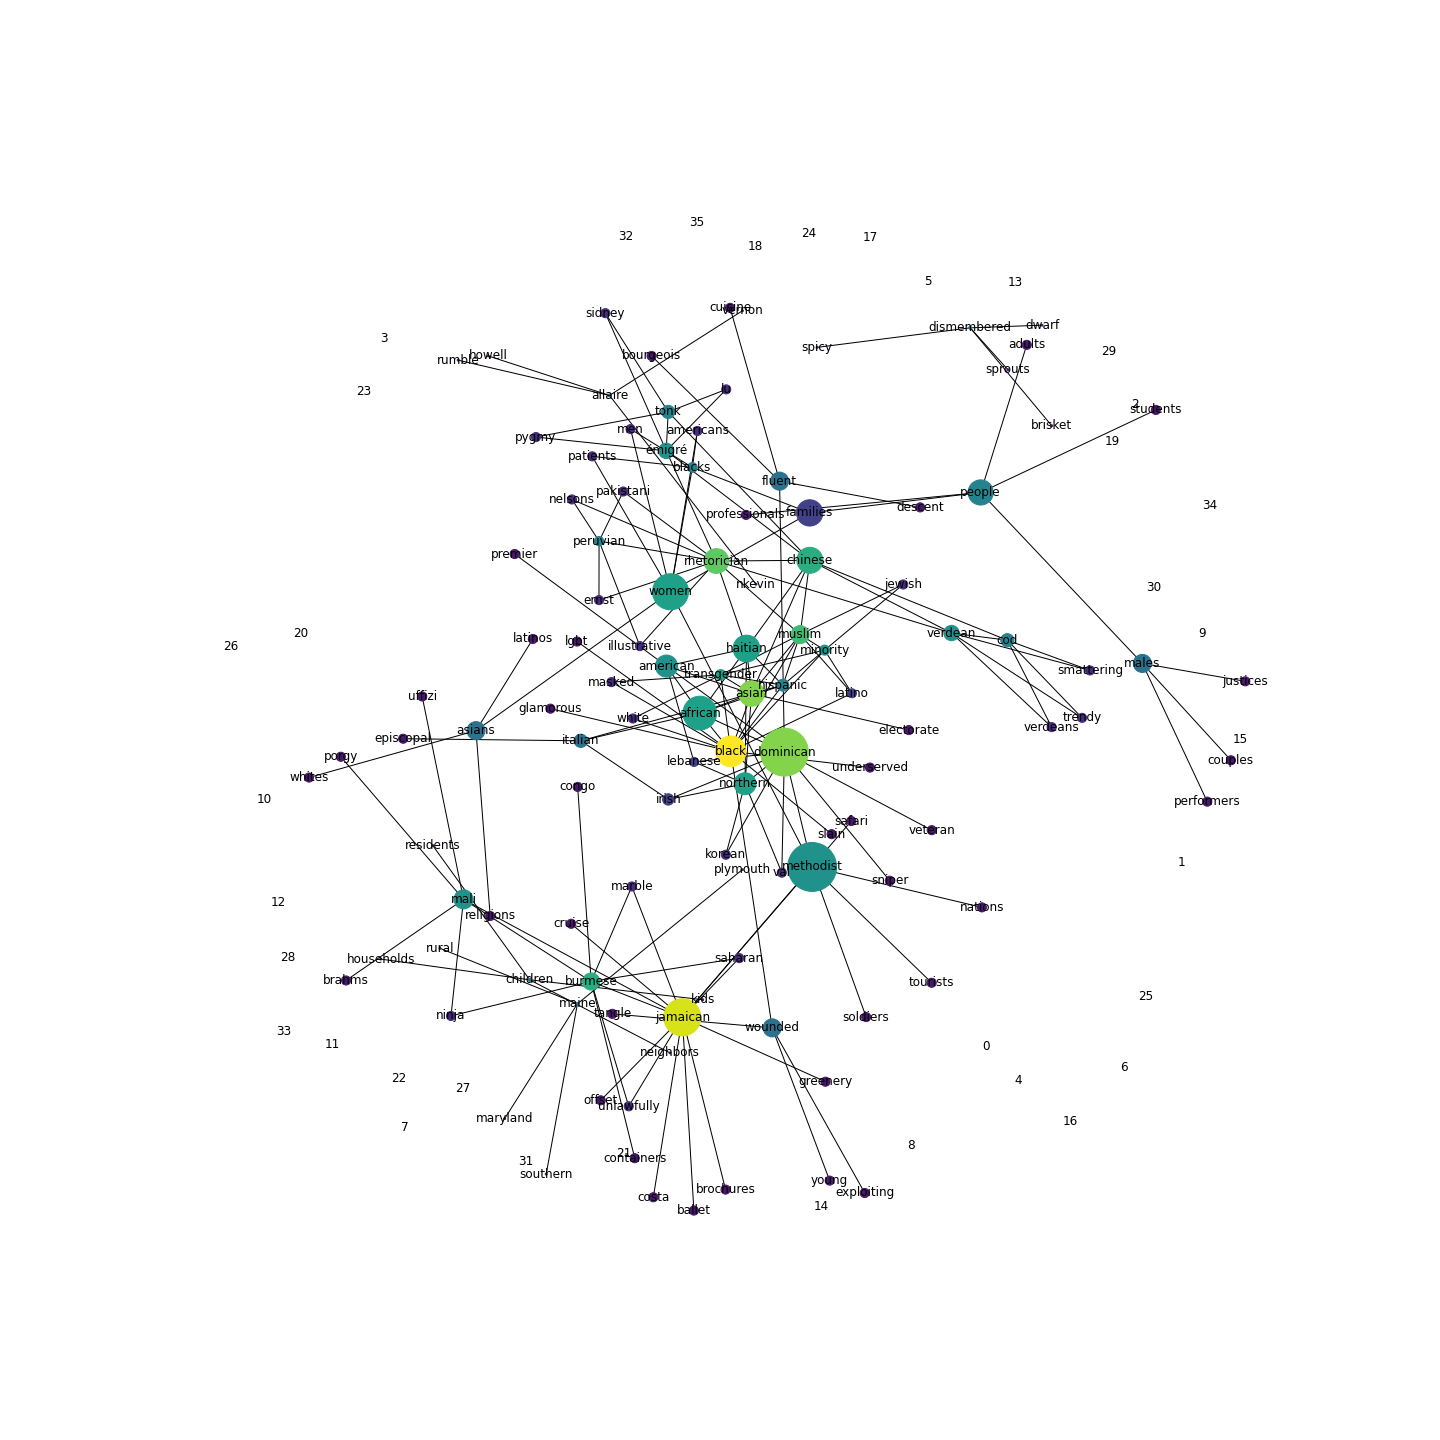 35
32
24
17
18
5
13
cuisine
vernon
sidney
dismembered
dwarf
3
adults
spicy
29
howell
bourgeois
rumble
sprouts
23
allaire
lu
2
students
tonk
brisket
men
americans
pygmy
19
émigré
patients
blacks
fluent
pakistani
people
nelsons
34
descent
professionals
families
peruvian
premier
rhetorician
chinese
nkevin
jewish
30
women
ernst
20
verdean
9
muslim
latinos
lgbt
cod
26
illustrative
haitian
minority
american
males
smattering
transgender
masked
hispanic
justices
asian
latino
uffizi
glamorous
african
white
trendy
verdeans
asians
electorate
episcopal
italian
15
black
dominican
porgy
lebanese
couples
underserved
whites
northern
congo
10
irish
performers
safari
veteran
slain
residents
korean
1
methodist
plymouth
val
sniper
marble
mali
12
nations
religions
cruise
rural
28
households
saharan
children
brahms
burmese
tourists
25
kids
maine
tangle
ninja
jamaican
soldiers
wounded
33
11
0
neighbors
6
22
4
greenery
27
offset
unlawfully
maryland
16
7
8
21
containers
31
southern
young
brochures
exploiting
costa
14
ballet